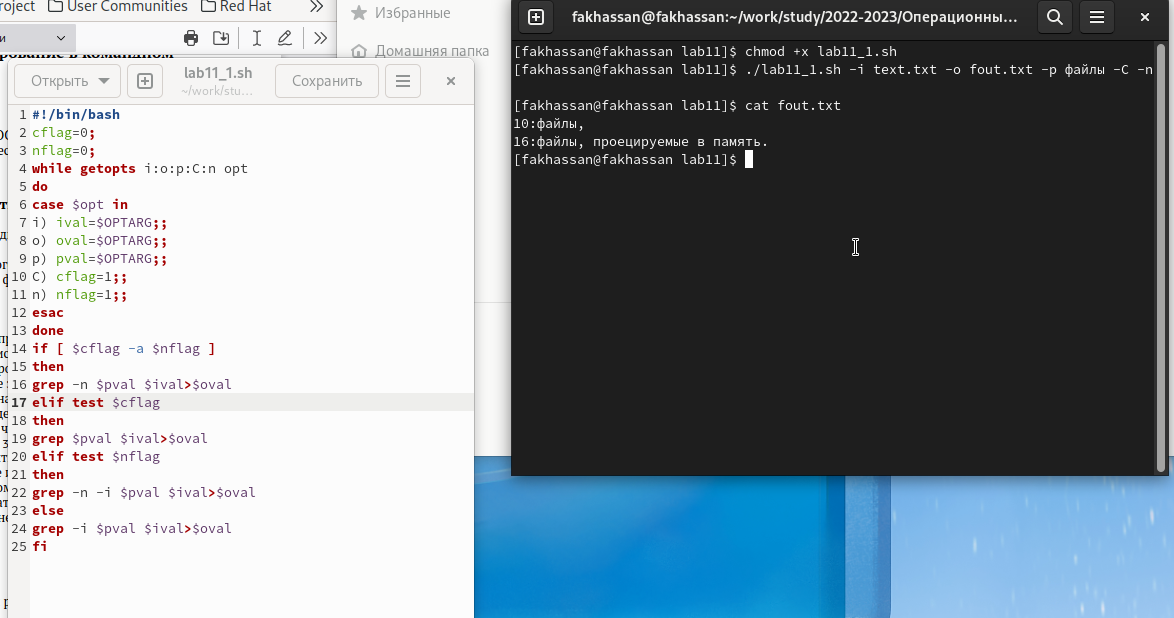 roject
User Communities
Red Hat
Избранные
Домашняя папка
Открыть
lab11_1.sh
~/work/stu…
Сохранить
1 #!/bin/bash
2 cflag=0;
3 nflag=0;
4 while getopts i:o:p:C:n opt
5 do
6 case $opt in
7 i) ival=$OPTARG;;
8 o) oval=$OPTARG;;
9 p) pval=$OPTARG;;
10 C) cflag=1;;
11 n) nflag=1;;
12 esac
13 done
14 if [ $cflag -a $nflag ]
15 then
16 grep -n $pval $ival>$oval
17 elif test $cflag
18 then
19 grep $pval $ival>$oval
20 elif test $nflag
21 then
22 grep -n -i $pval $ival>$oval
23 else
24 grep -i $pval $ival>$oval
25 fi
fakhassan@fakhassan:~/work/study/2022-2023/Операционны…
[fakhassan@fakhassan lab11]$ chmod +x lab11_1.sh
[fakhassan@fakhassan lab11]$ ./lab11_1.sh -i text.txt -o fout.txt -p файлы -C -n
[fakhassan@fakhassan lab11]$ cat fout.txt
10:файлы,
16:файлы, проецируемые в память.
[fakhassan@fakhassan lab11]$